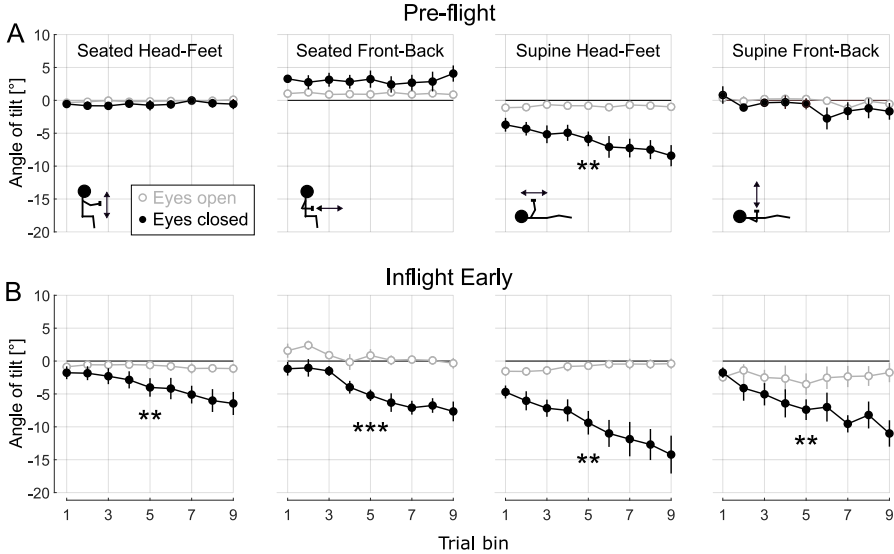 Pre-flight
A
Seated Head-Feet
Seated Front-Back
Supine Head-Feet
Supine Front-Back
Angle of tilt [°]
10
5
0
-5
-10
-15
-20
**
Eyes open
Eyes closed
Inflight Early
B
Angle of tilt [°]
10
5
0
-5
-10
-15
-20
**
***
**
**
1 3 5 7 9
1 3 5 7 9
1 3 5 7 9
1 3 5 7 9
Trial bin